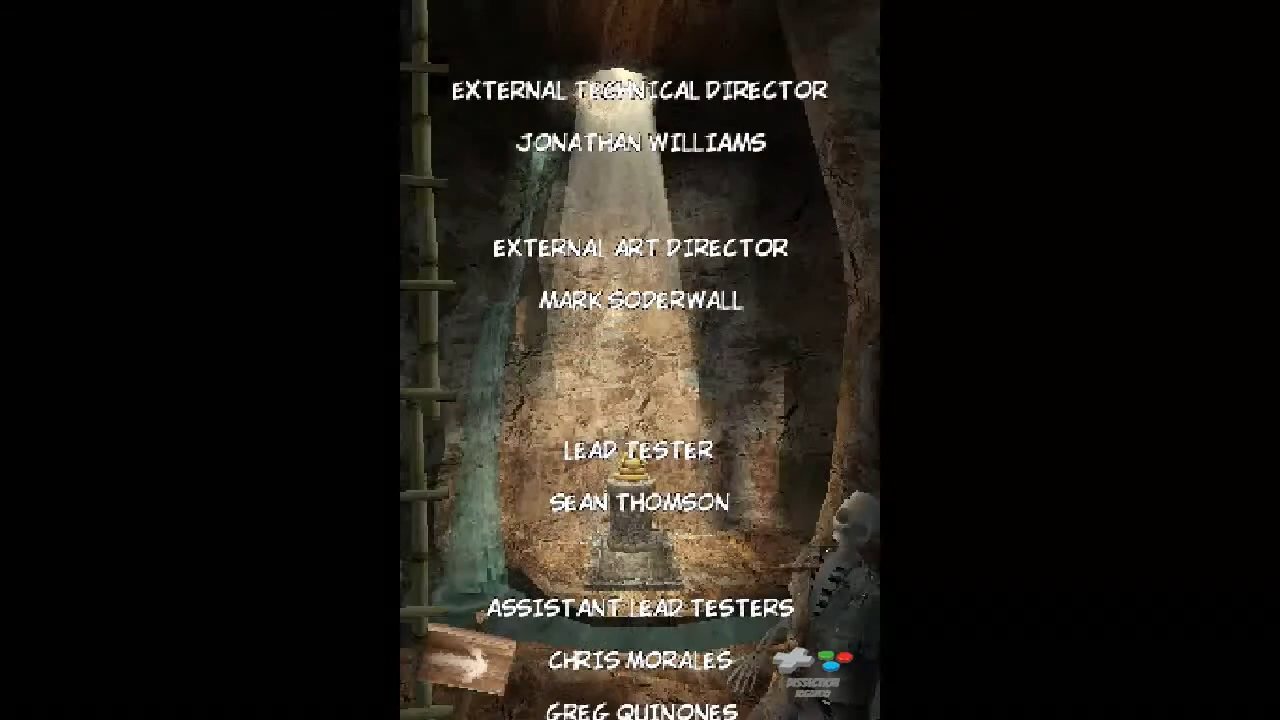 EXTERNAL TECHNICAL DIRECTOR
JONATHAN WILLIAMS
EXTERNAL ART DIRECTOR
MARK SODERWALL
LEAD TESTER
SEAN THOMSON
ASSISTANT LEAD TESTERS
CHRIS MORALES
GREG QUINONES